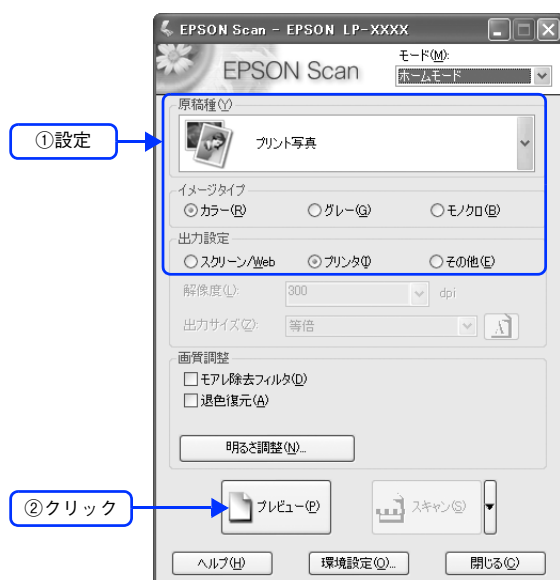 EPSON Scan - EPSON LP-XXXX
EPSON Scan
モード(M):
ホームモード
①設定
原稿種(Y)
プリント写真
イメージタイプ
カラー(R) グレー(G) モノクロ(B)
出力設定
スクリーン/Web プリンタ(I) その他(E)
解像度(L): 300 dpi
出力サイズ(Z): 等倍
画質調整
モアレ除去フィルタ(D)
退色復元(A)
明るさ調整(N)...
②クリック
プレビュー(P) スキャン(S)
ヘルプ(H) 環境設定(O)... 閉じる(C)